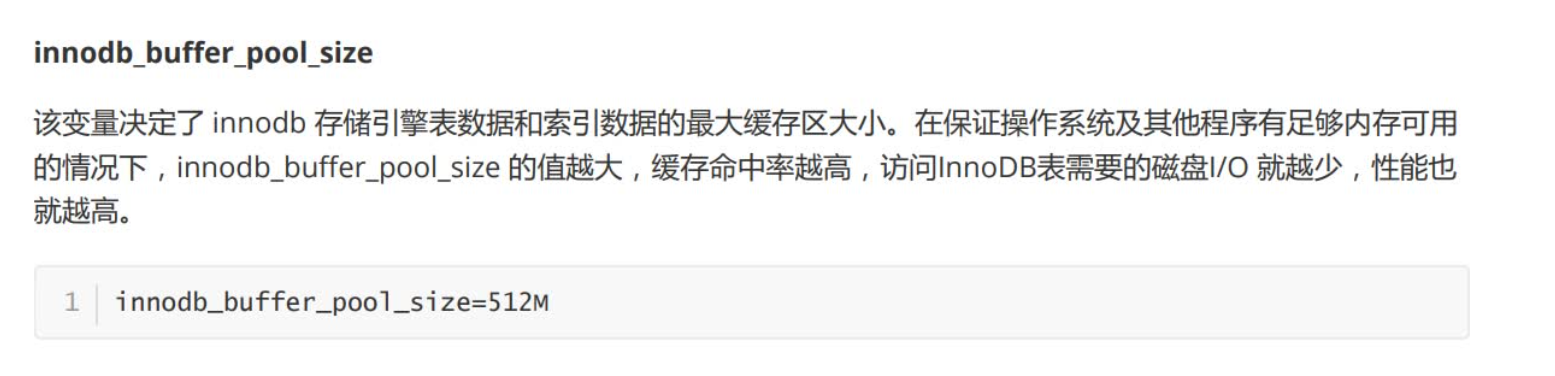 innodb_buffer_pool_size
该变量决定了 innodb 存储引擎表数据和索引数据的最大缓存区大小。在保证操作系统及其他程序有足够内存可用
的情况下，innodb_buffer_pool_size 的值越大，缓存命中率越高，访问InnoDB表需要的磁盘I/O 就越少，性能也
就越高。
1 innodb_buffer_pool_size=512M